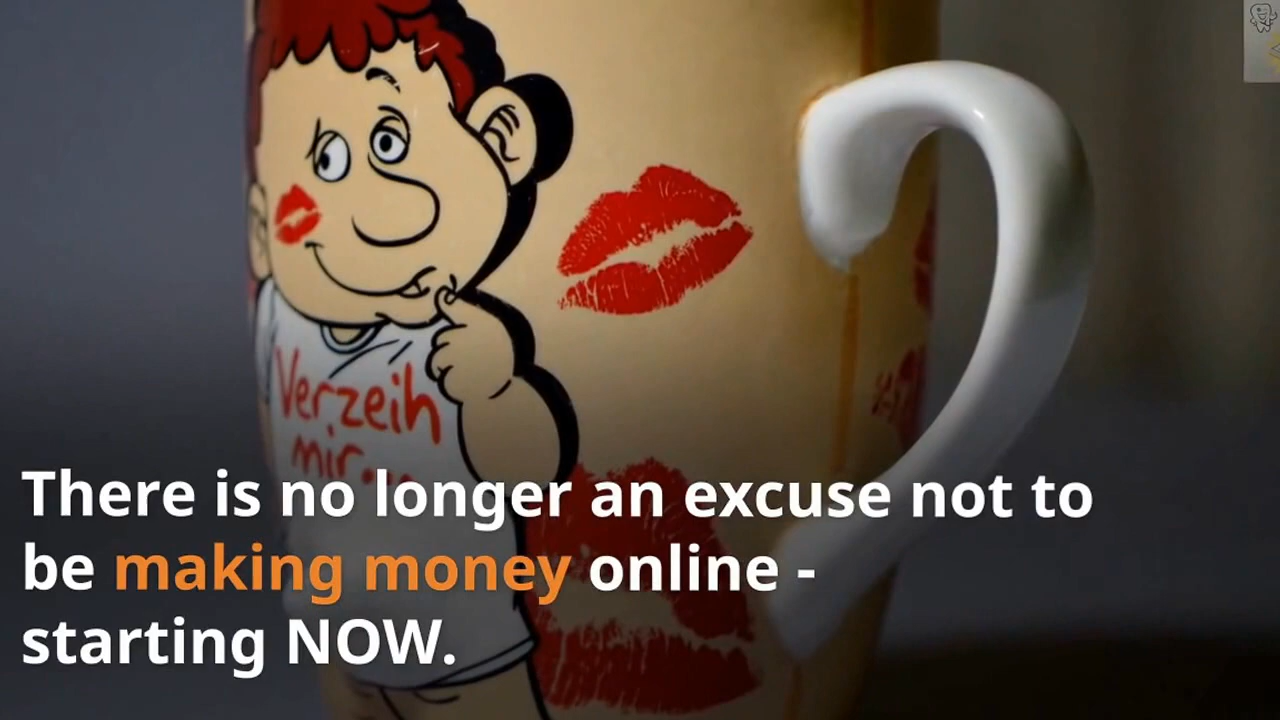 Verzeih
mir...
There is no longer an excuse not to
be making money online -
starting NOW.